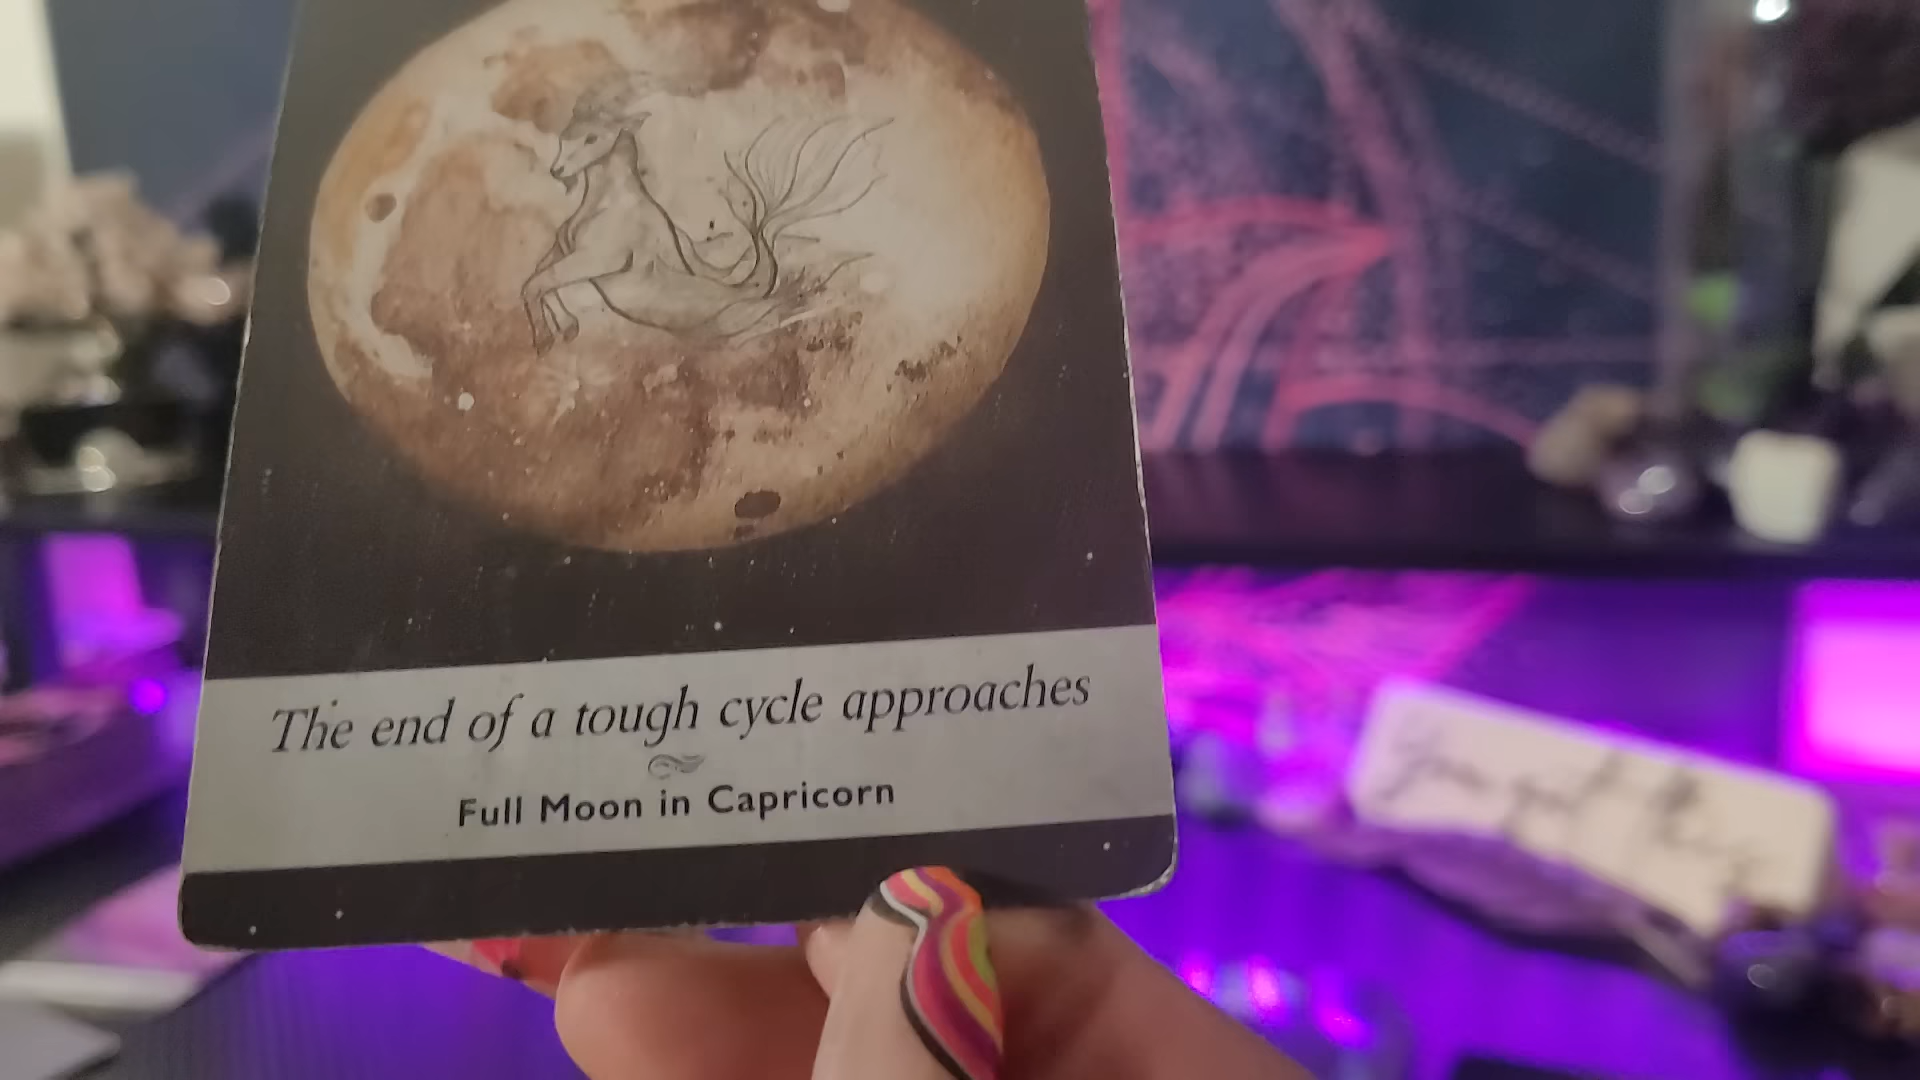 The end of a tough cycle approaches
Full Moon in Capricorn